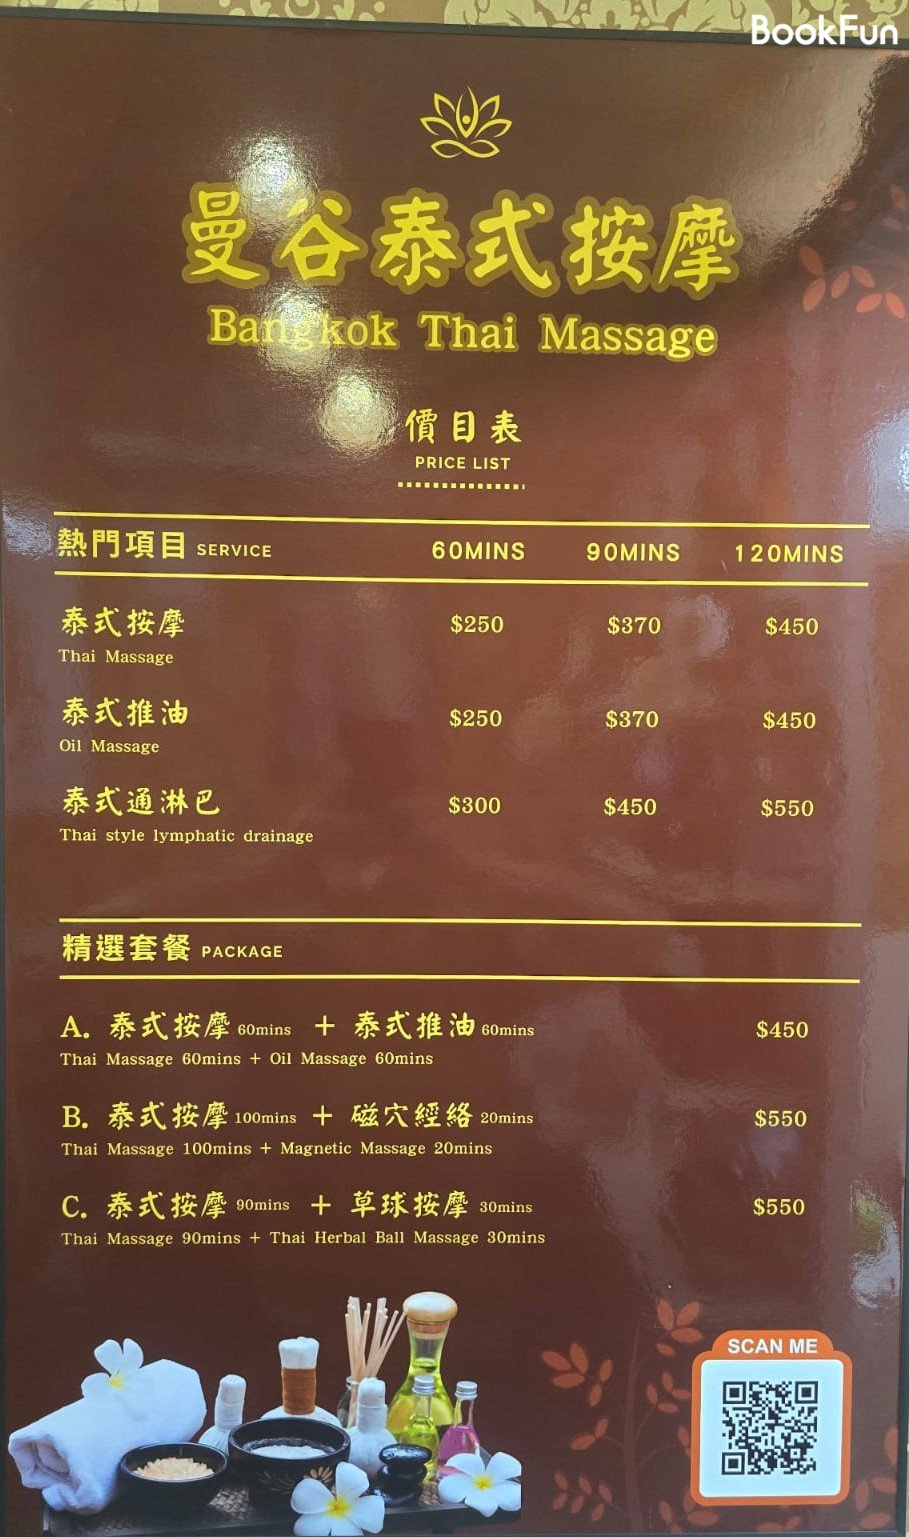 BookFun
曼谷泰式按摩
Bangkok Thai Massage
價目表
PRICE LIST
熱門項目 SERVICE 60MINS 90MINS 120MINS
泰式按摩 $250 $370 $450
Thai Massage
泰式推油 $250 $370 $450
Oil Massage
泰式通淋巴 $300 $450 $550
Thai style lymphatic drainage
精選套餐 PACKAGE
A. 泰式按摩 60mins + 泰式推油 60mins $450
Thai Massage 60mins + Oil Massage 60mins
B. 泰式按摩 100mins + 磁穴經絡 20mins $550
Thai Massage 100mins + Magnetic Massage 20mins
C. 泰式按摩 90mins + 草球按摩 30mins $550
Thai Massage 90mins + Thai Herbal Ball Massage 30mins
SCAN ME